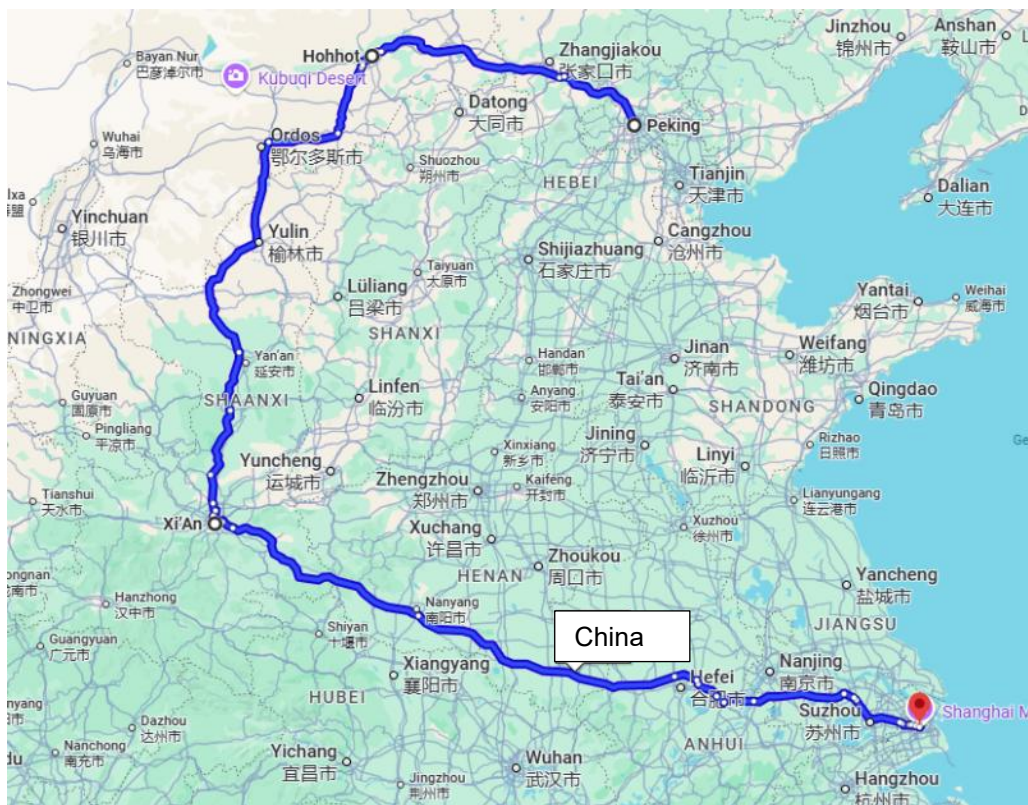 Bayan Nur
巴彦淖尔市
Hohhot
Zhangjiakou
张家口市
Jinzhou
锦州市
Anshan
鞍山市
Kubuqi Desert
Datong
大同市
Peking
Ordos
鄂尔多斯市
Wuhai
乌海市
Shuozhou
朔州市
HEBEI
Tianjin
天津市
Dalian
大连市
Yinchuan
银川市
Yulin
榆林市
Cangzhou
沧州市
Shijiazhuang
石家庄市
Zhongwei
中卫市
Lüliang
吕梁市
Taiyuan
太原市
Yantai
烟台市
Weihai
威海市
NINGXIA
SHANXI
Yan'an
延安市
Handan
邯郸市
Jinan
济南市
Weifang
潍坊市
Guyuan
固原市
SHAANXI
Linfen
临汾市
Anyang
安阳市
Tai'an
泰安市
SHANDONG
Qingdao
青岛市
Pingliang
平凉市
Yuncheng
运城市
Xinxiang
新乡市
Jining
济宁市
Linyi
临沂市
Rizhao
日照市
Tianshui
天水市
Zhengzhou
郑州市
Kaifeng
开封市
Lianyungang
连云港市
Xi'An
Xuchang
许昌市
Xuzhou
徐州市
Zhoukou
周口市
HENAN
Yancheng
盐城市
Hanzhong
汉中市
Nanyang
南阳市
JIANGSU
Guangyuan
广元市
Shiyan
十堰市
China
Xiangyang
襄阳市
Hefei
合肥市
Nanjing
南京市
HUBEI
Suzhou
苏州市
Shanghai M
Dazhou
达州市
ANHUI
Nanchong
南充市
Yichang
宜昌市
Wuhan
武汉市
Jingzhou
荆州市
Hangzhou
杭州市